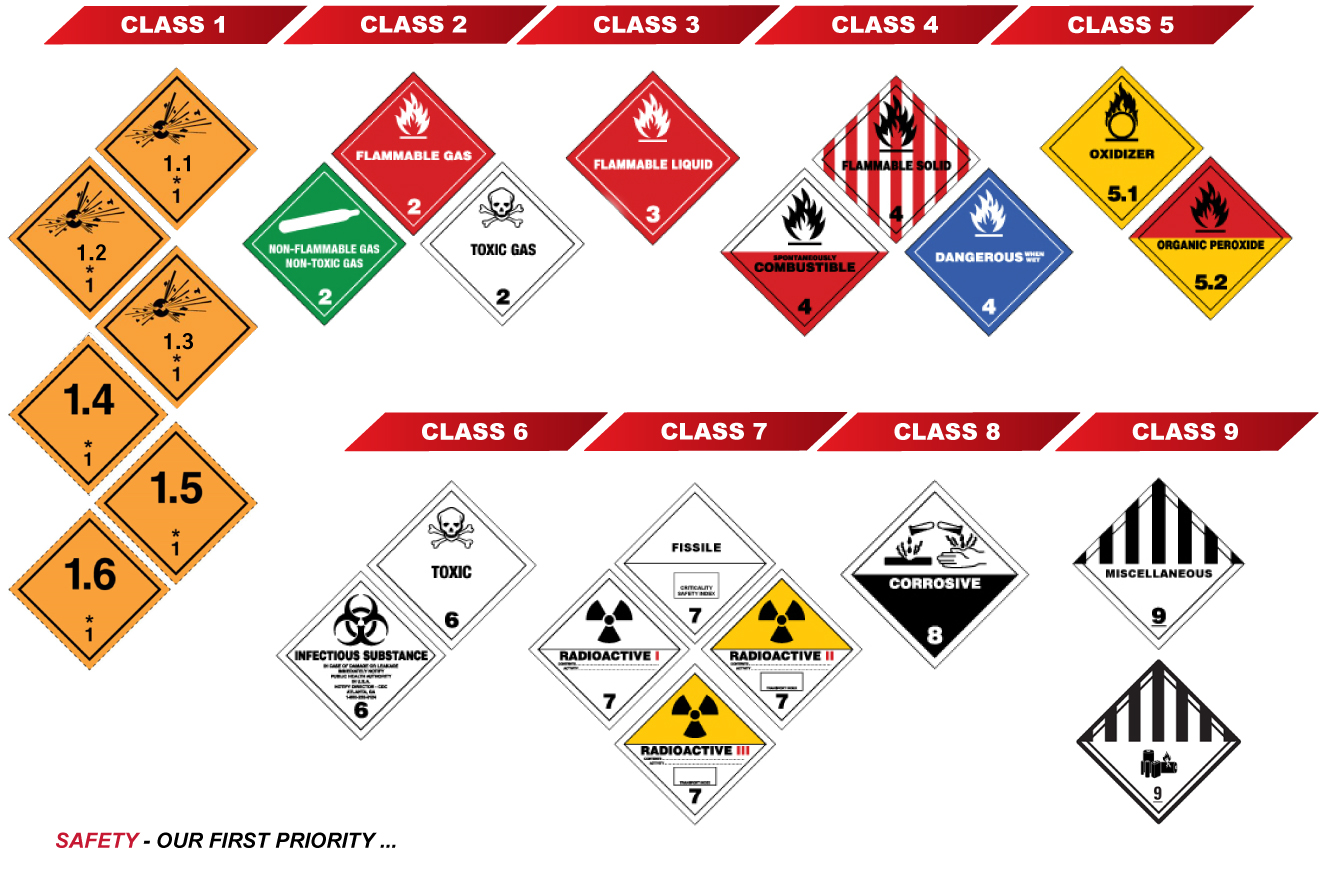 CLASS 1
CLASS 2
CLASS 3
CLASS 4
CLASS 5
1.1
*
1
1.2
*
1
1.3
*
1
1.4
*
1
1.5
*
1
1.6
*
1
FLAMMABLE GAS
2
NON-FLAMMABLE GAS
NON-TOXIC GAS
2
TOXIC GAS
2
FLAMMABLE LIQUID
3
FLAMMABLE SOLID
4
SPONTANEOUSLY
COMBUSTIBLE
4
DANGEROUS WHEN
WET
4
OXIDIZER
5.1
ORGANIC PEROXIDE
5.2
CLASS 6
CLASS 7
CLASS 8
CLASS 9
TOXIC
6
INFECTIOUS SUBSTANCE
IN CASE OF DAMAGE OR LEAKAGE
IMMEDIATELY NOTIFY
PUBLIC HEALTH AUTHORITY
IN U.S.A.
NOTIFY DIRECTOR - CDC
ATLANTA, GA
6
FISSILE
CRITICALITY
SAFETY INDEX
7
RADIOACTIVE I
CONTENTS
ACTIVITY
7
RADIOACTIVE II
CONTENTS
ACTIVITY
TRANSPORT INDEX
7
RADIOACTIVE III
CONTENTS
ACTIVITY
TRANSPORT INDEX
7
CORROSIVE
8
MISCELLANEOUS
9
9
SAFETY - OUR FIRST PRIORITY ...